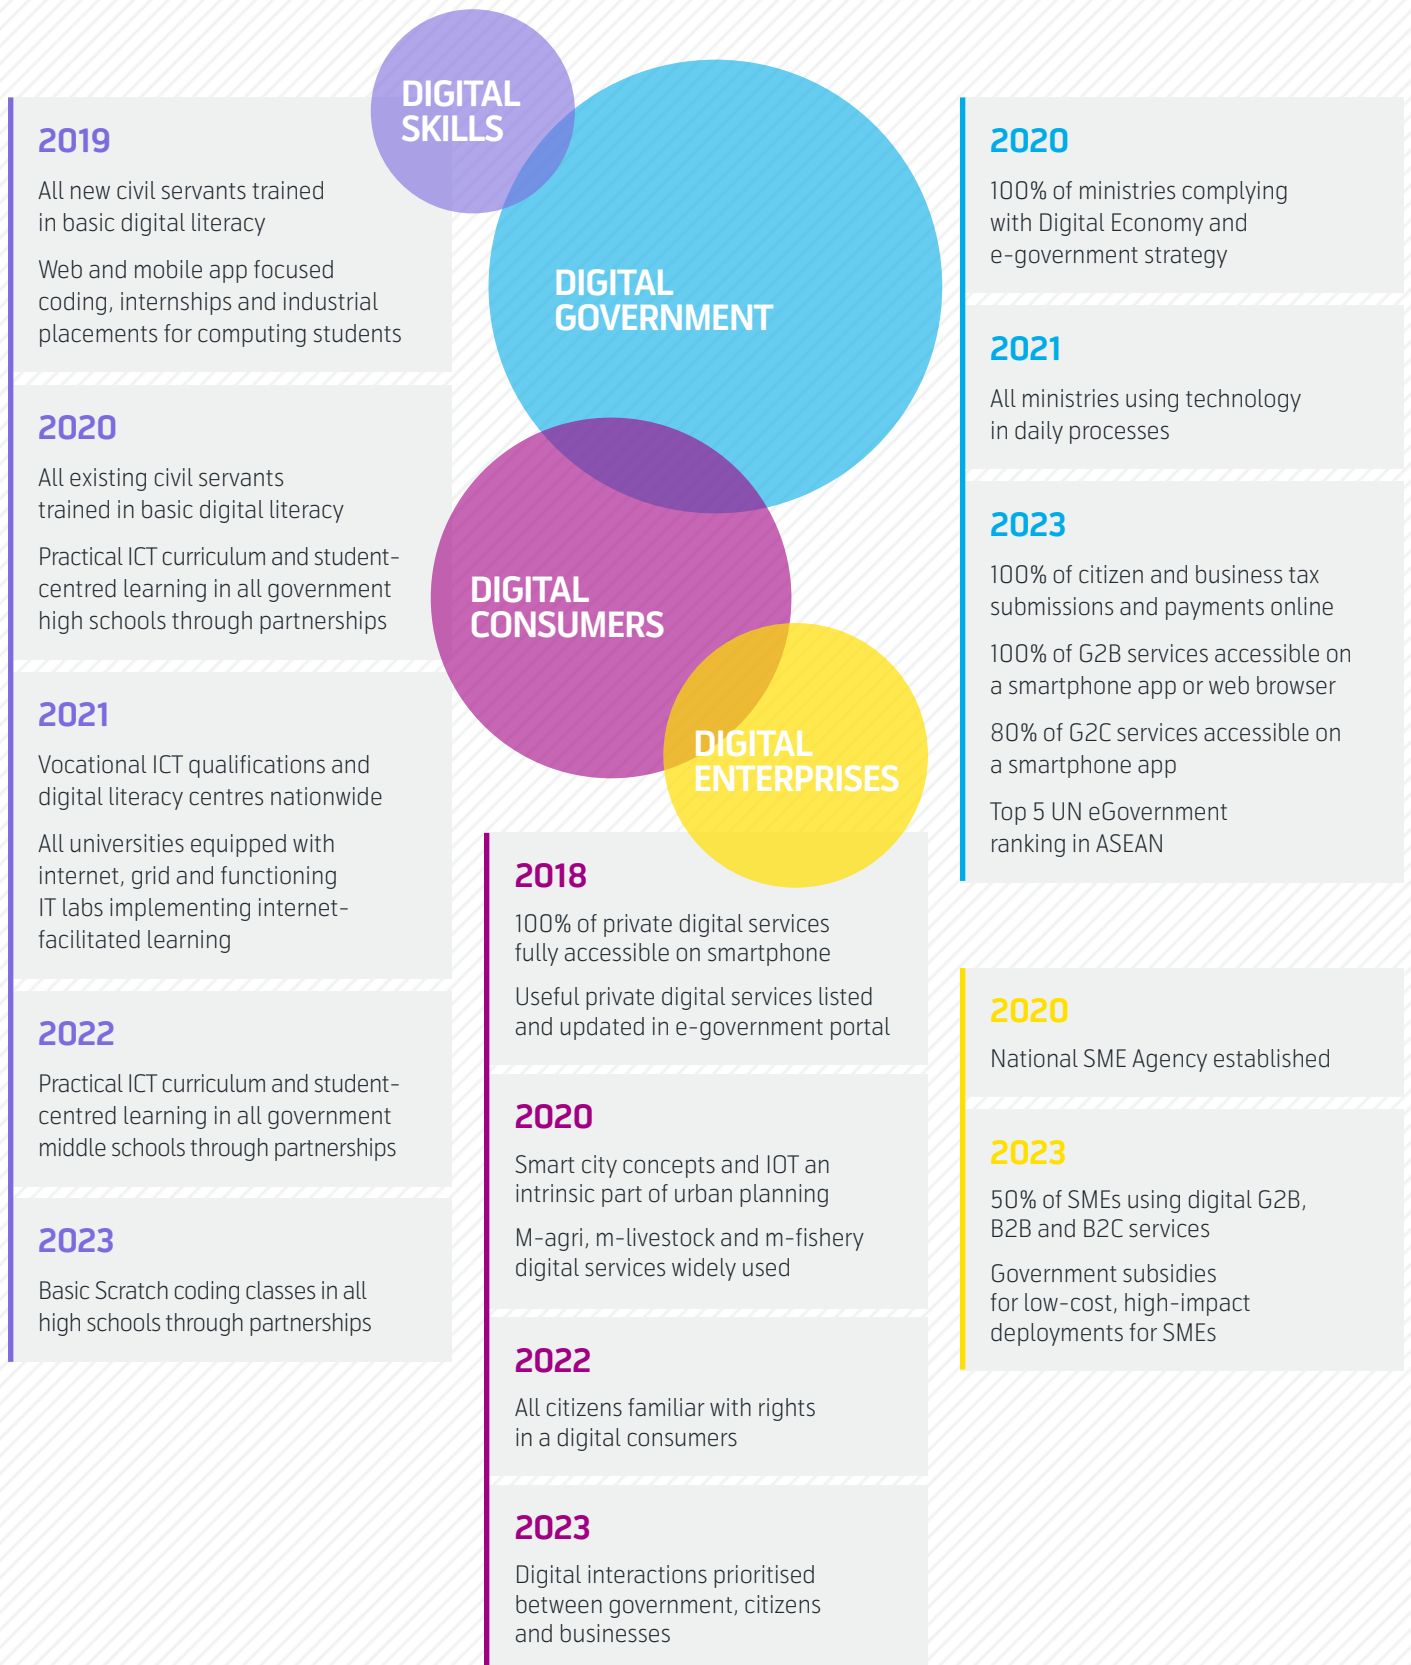 DIGITAL
SKILLS
DIGITAL
GOVERNMENT
DIGITAL
CONSUMERS
DIGITAL
ENTERPRISES
2019
All new civil servants trained
in basic digital literacy
Web and mobile app focused
coding, internships and industrial
placements for computing students
2020
All existing civil servants
trained in basic digital literacy
Practical ICT curriculum and student-
centred learning in all government
high schools through partnerships
2021
Vocational ICT qualifications and
digital literacy centres nationwide
All universities equipped with
internet, grid and functioning
IT labs implementing internet-
facilitated learning
2022
Practical ICT curriculum and student-
centred learning in all government
middle schools through partnerships
2023
Basic Scratch coding classes in all
high schools through partnerships
2018
100% of private digital services
fully accessible on smartphone
Useful private digital services listed
and updated in e-government portal
2020
Smart city concepts and IOT an
intrinsic part of urban planning
M-agri, m-livestock and m-fishery
digital services widely used
2022
All citizens familiar with rights
in a digital consumers
2023
Digital interactions prioritised
between government, citizens
and businesses
2020
100% of ministries complying
with Digital Economy and
e-government strategy
2021
All ministries using technology
in daily processes
2023
100% of citizen and business tax
submissions and payments online
100% of G2B services accessible on
a smartphone app or web browser
80% of G2C services accessible on
a smartphone app
Top 5 UN eGovernment
ranking in ASEAN
2020
National SME Agency established
2023
50% of SMEs using digital G2B,
B2B and B2C services
Government subsidies
for low-cost, high-impact
deployments for SMEs